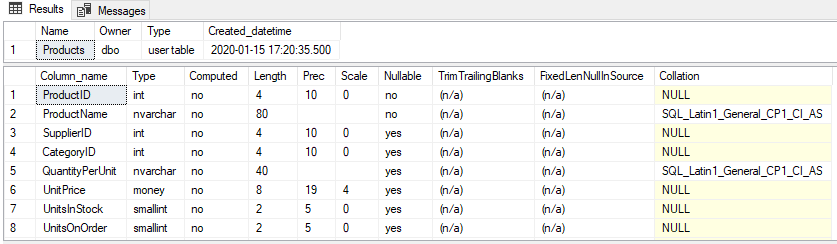 Results Messages
Name Owner Type Created_datetime
1 Products dbo user table 2020-01-15 17:20:35.500
Column_name Type Computed Length Prec Scale Nullable TrimTrailingBlanks FixedLenNullInSource Collation
1 ProductID int no 4 10 0 no (n/a) (n/a) NULL
2 ProductName nvarchar no 80 no (n/a) (n/a) SQL_Latin1_General_CP1_CI_AS
3 SupplierID int no 4 10 0 yes (n/a) (n/a) NULL
4 CategoryID int no 4 10 0 yes (n/a) (n/a) NULL
5 QuantityPerUnit nvarchar no 40 yes (n/a) (n/a) SQL_Latin1_General_CP1_CI_AS
6 UnitPrice money no 8 19 4 yes (n/a) (n/a) NULL
7 UnitsInStock smallint no 2 5 0 yes (n/a) (n/a) NULL
8 UnitsOnOrder smallint no 2 5 0 yes (n/a) (n/a) NULL